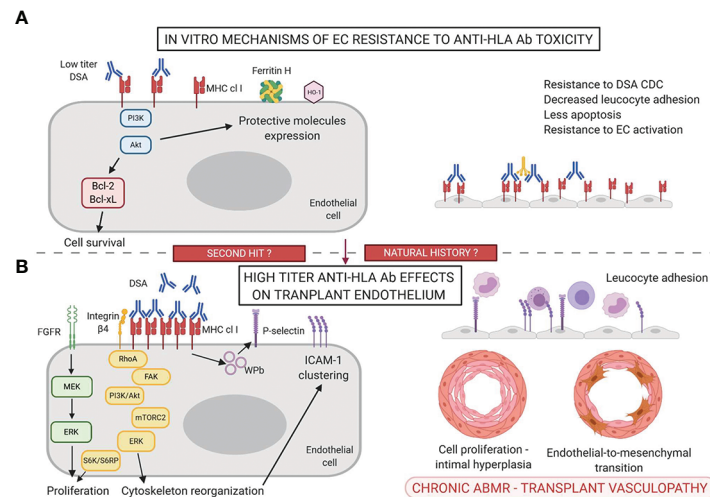 A
IN VITRO MECHANISMS OF EC RESISTANCE TO ANTI-HLA Ab TOXICITY
Low titer
DSA
MHC cl I
Ferritin H
HO-1
PI3K
Akt
Protective molecules
expression
Bcl-2
Bcl-xL
Endothelial
cell
Cell survival
Resistance to DSA CDC
Decreased leucocyte adhesion
Less apoptosis
Resistance to EC activation
SECOND HIT ?
NATURAL HISTORY ?
B
HIGH TITER ANTI-HLA Ab EFFECTS
ON TRANPLANT ENDOTHELIUM
DSA
FGFR
Integrin
β4
MHC cl I
P-selectin
WPb
ICAM-1
clustering
RhoA
FAK
PI3K/Akt
mTORC2
ERK
S6K/S6RP
MEK
ERK
Endothelial
cell
Proliferation
Cytoskeleton reorganization
Leucocyte adhesion
Cell proliferation -
intimal hyperplasia
Endothelial-to-mesenchymal
transition
CHRONIC ABMR - TRANSPLANT VASCULOPATHY